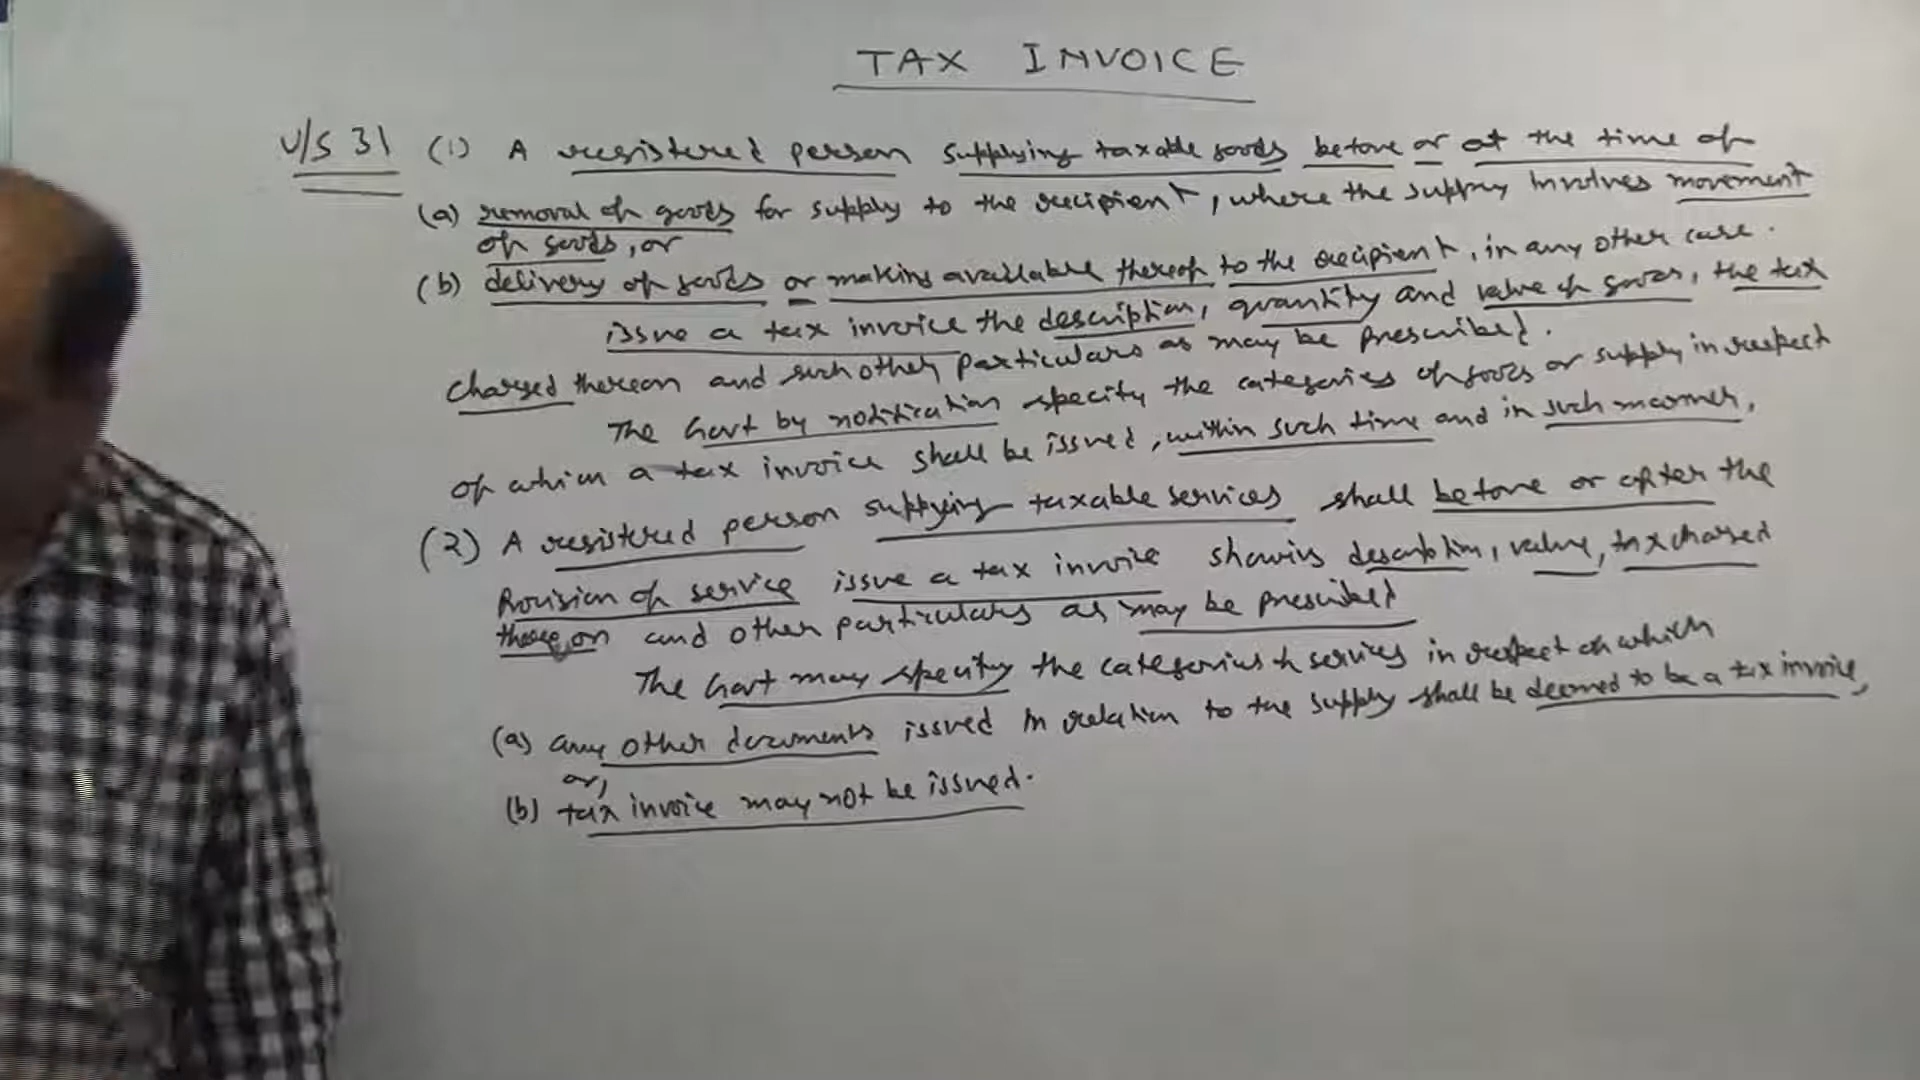 TAX INVOICE
U/S 31 (1) A registered person supplying taxable goods before or at the time of
(a) removal of goods for supply to the recipient, where the supply involves movement
of goods, or
(b) delivery of goods or making available thereof to the recipient, in any other case.
issue a tax invoice the description, quantity and value of goods, the tax
charged thereon and such other particulars as may be prescribed.
The Govt by notification specify the categories of goods or supply in respect
of which a tax invoice shall be issued, within such time and in such manner,
(2) A registered person supplying taxable services shall before or after the
Provision of service issue a tax invoice showing description, value, tax charged
thereon and other particulars as may be prescribed
The Govt may specify the categories of services in respect of which
(a) any other documents issued in relation to the supply shall be deemed to be a tax invoice,
or,
(b) tax invoice may not be issued.